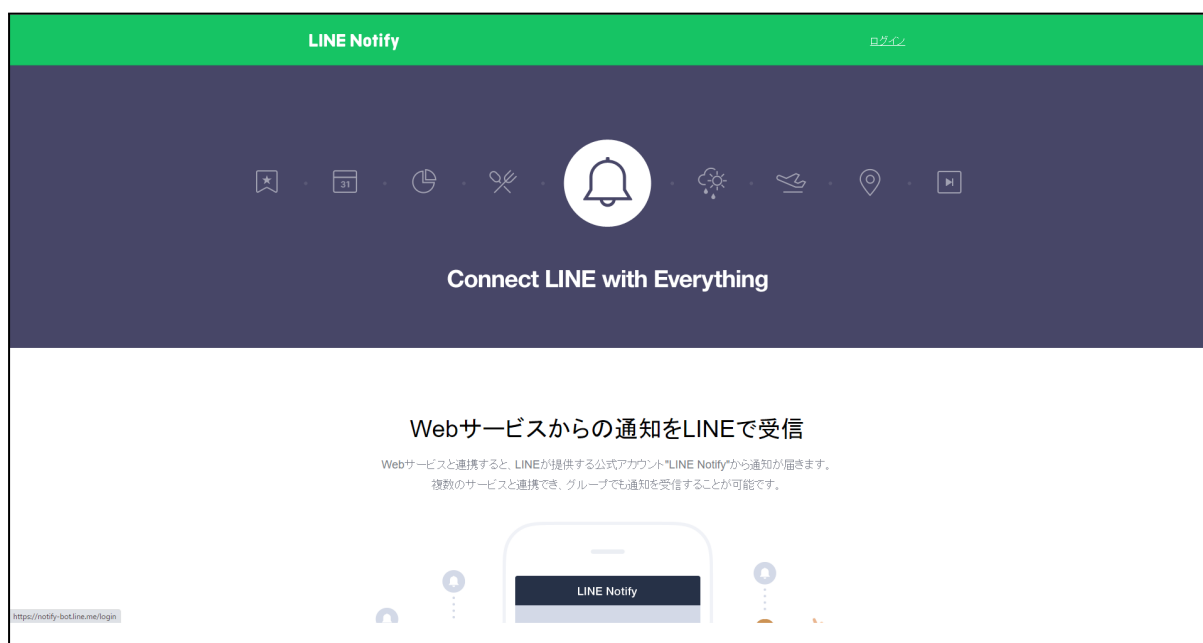 LINE Notify
ログイン
31
Connect LINE with Everything
Webサービスからの通知をLINEで受信
Webサービスと連携すると、LINEが提供する公式アカウント"LINE Notify"から通知が届きます。
複数のサービスと連携でき、グループでも通知を受信することが可能です。
LINE Notify
https://notify-bot.line.me/login